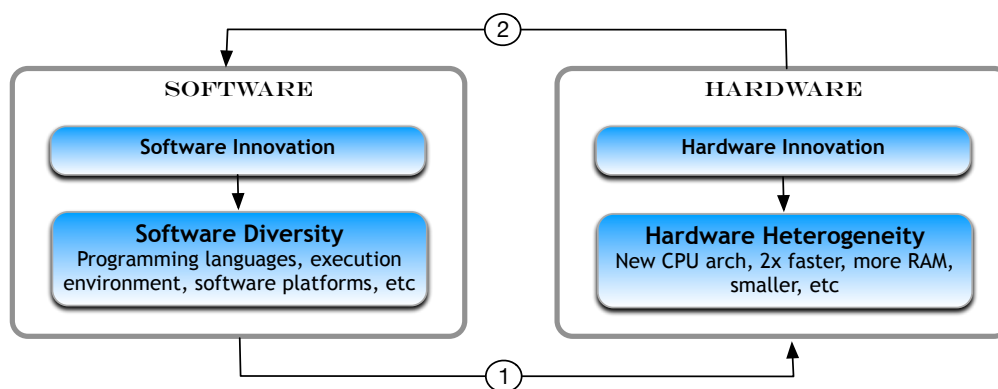 2
SOFTWARE
Software Innovation
Software Diversity
Programming languages, execution
environment, software platforms, etc
HARDWARE
Hardware Innovation
Hardware Heterogeneity
New CPU arch, 2x faster, more RAM,
smaller, etc
1